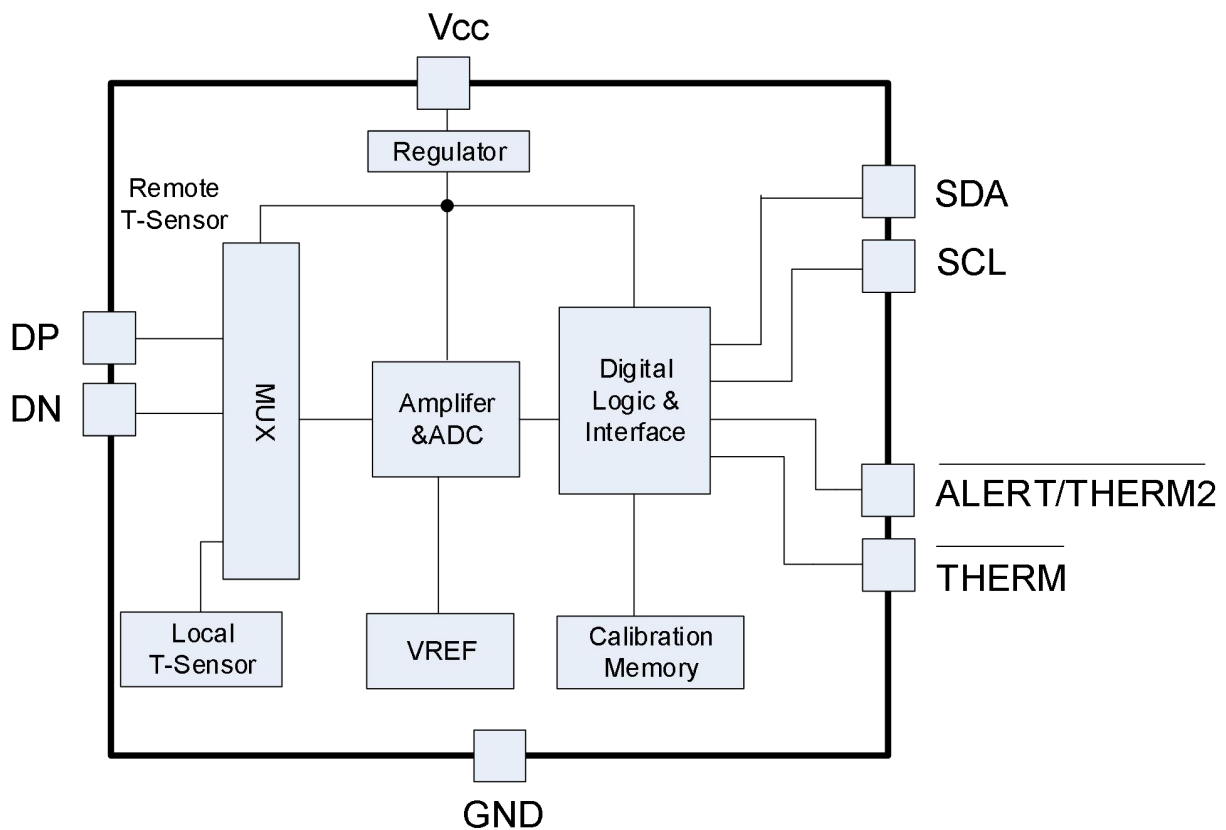 Vcc
Regulator
Remote
T-Sensor
SDA
SCL
DP
DN
MUX
Amplifer
&ADC
Digital
Logic &
Interface
ALERT/THERM2
THERM
Local
T-Sensor
VREF
Calibration
Memory
GND